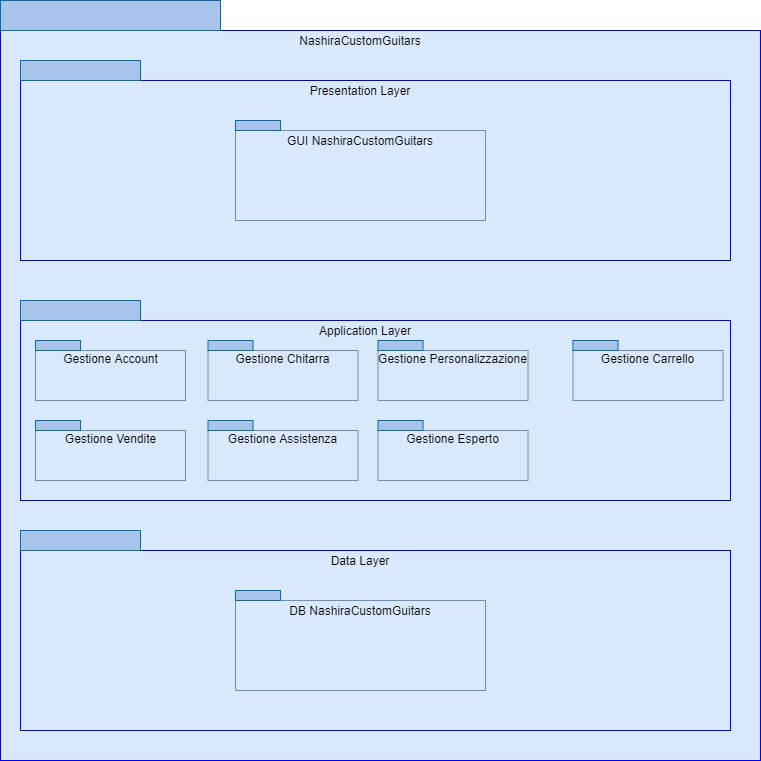 NashiraCustomGuitars
Presentation Layer
GUI NashiraCustomGuitars
Application Layer
Gestione Account
Gestione Chitarra
Gestione Personalizzazione
Gestione Carrello
Gestione Vendite
Gestione Assistenza
Gestione Esperto
Data Layer
DB NashiraCustomGuitars